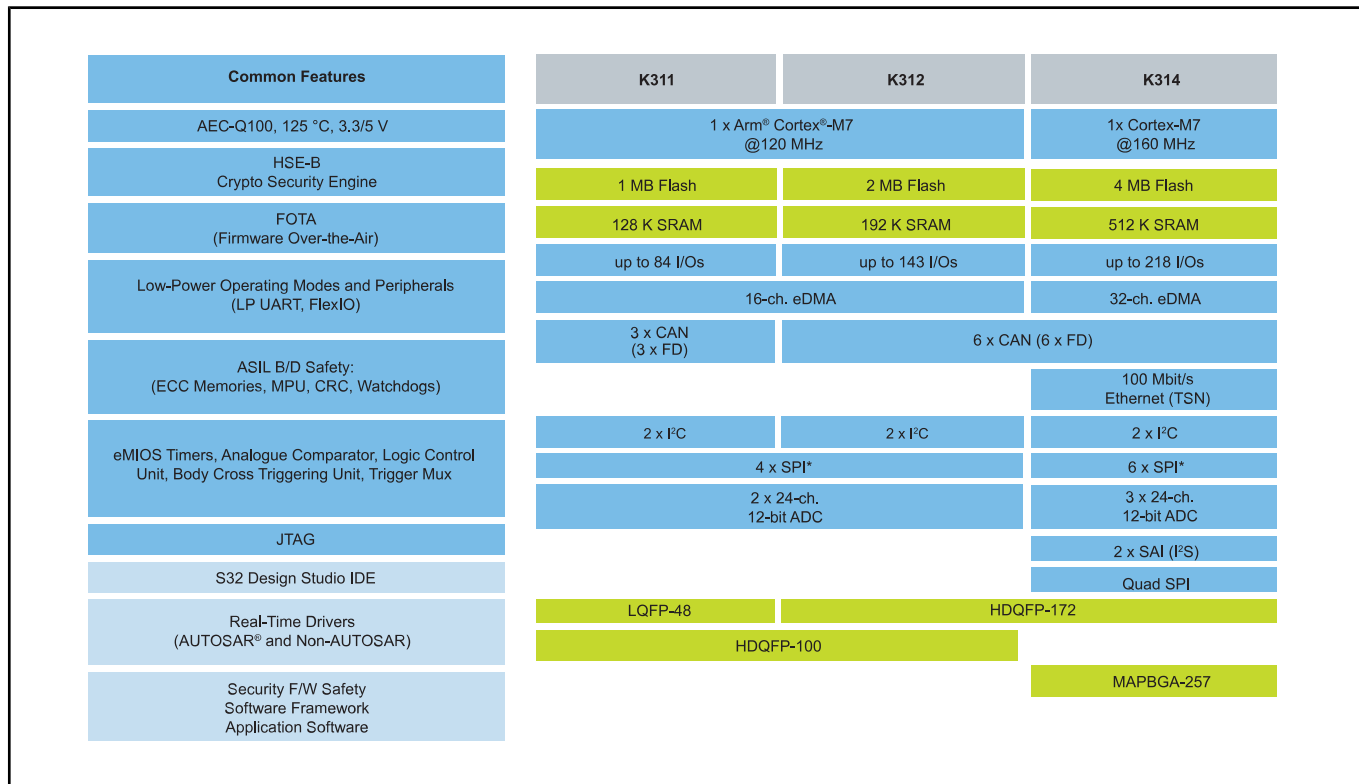 Common Features
AEC-Q100, 125 °C, 3.3/5 V
HSE-B
Crypto Security Engine
FOTA
(Firmware Over-the-Air)
Low-Power Operating Modes and Peripherals
(LP UART, FlexIO)
ASIL B/D Safety:
(ECC Memories, MPU, CRC, Watchdogs)
eMIOS Timers, Analogue Comparator, Logic Control
Unit, Body Cross Triggering Unit, Trigger Mux
JTAG
S32 Design Studio IDE
Real-Time Drivers
(AUTOSAR® and Non-AUTOSAR)
Security F/W Safety
Software Framework
Application Software
K311
K312
K314
1 x Arm® Cortex®-M7
@120 MHz
1x Cortex-M7
@160 MHz
1 MB Flash
2 MB Flash
4 MB Flash
128 K SRAM
192 K SRAM
512 K SRAM
up to 84 I/Os
up to 143 I/Os
up to 218 I/Os
16-ch. eDMA
32-ch. eDMA
3 x CAN
(3 x FD)
6 x CAN (6 x FD)
100 Mbit/s
Ethernet (TSN)
2 x I²C
2 x I²C
2 x I²C
4 x SPI*
6 x SPI*
2 x 24-ch.
12-bit ADC
3 x 24-ch.
12-bit ADC
2 x SAI (I²S)
Quad SPI
LQFP-48
HDQFP-172
HDQFP-100
MAPBGA-257